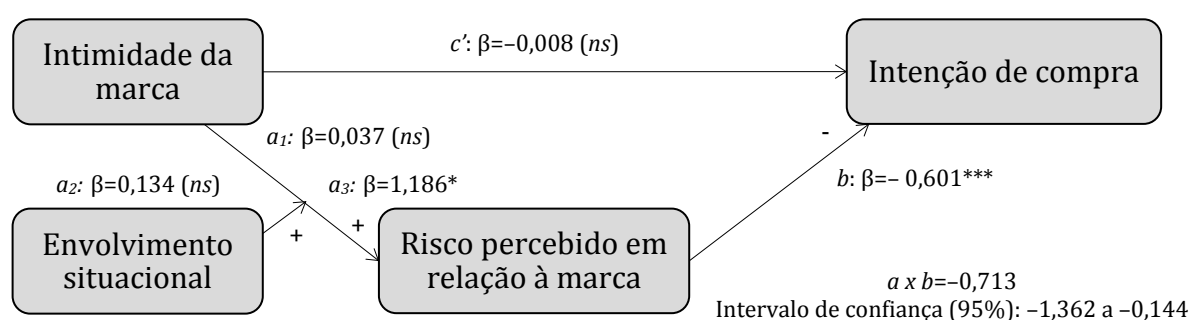 Intimidade da
marca
c’: β=–0,008 (ns)
Intenção de compra
a₁: β=0,037 (ns)
-
a₂: β=0,134 (ns)
a₃: β=1,186*
b: β=– 0,601***
+
+
Envolvimento
situacional
Risco percebido em
relação à marca
a x b=–0,713
Intervalo de confiança (95%): –1,362 a –0,144